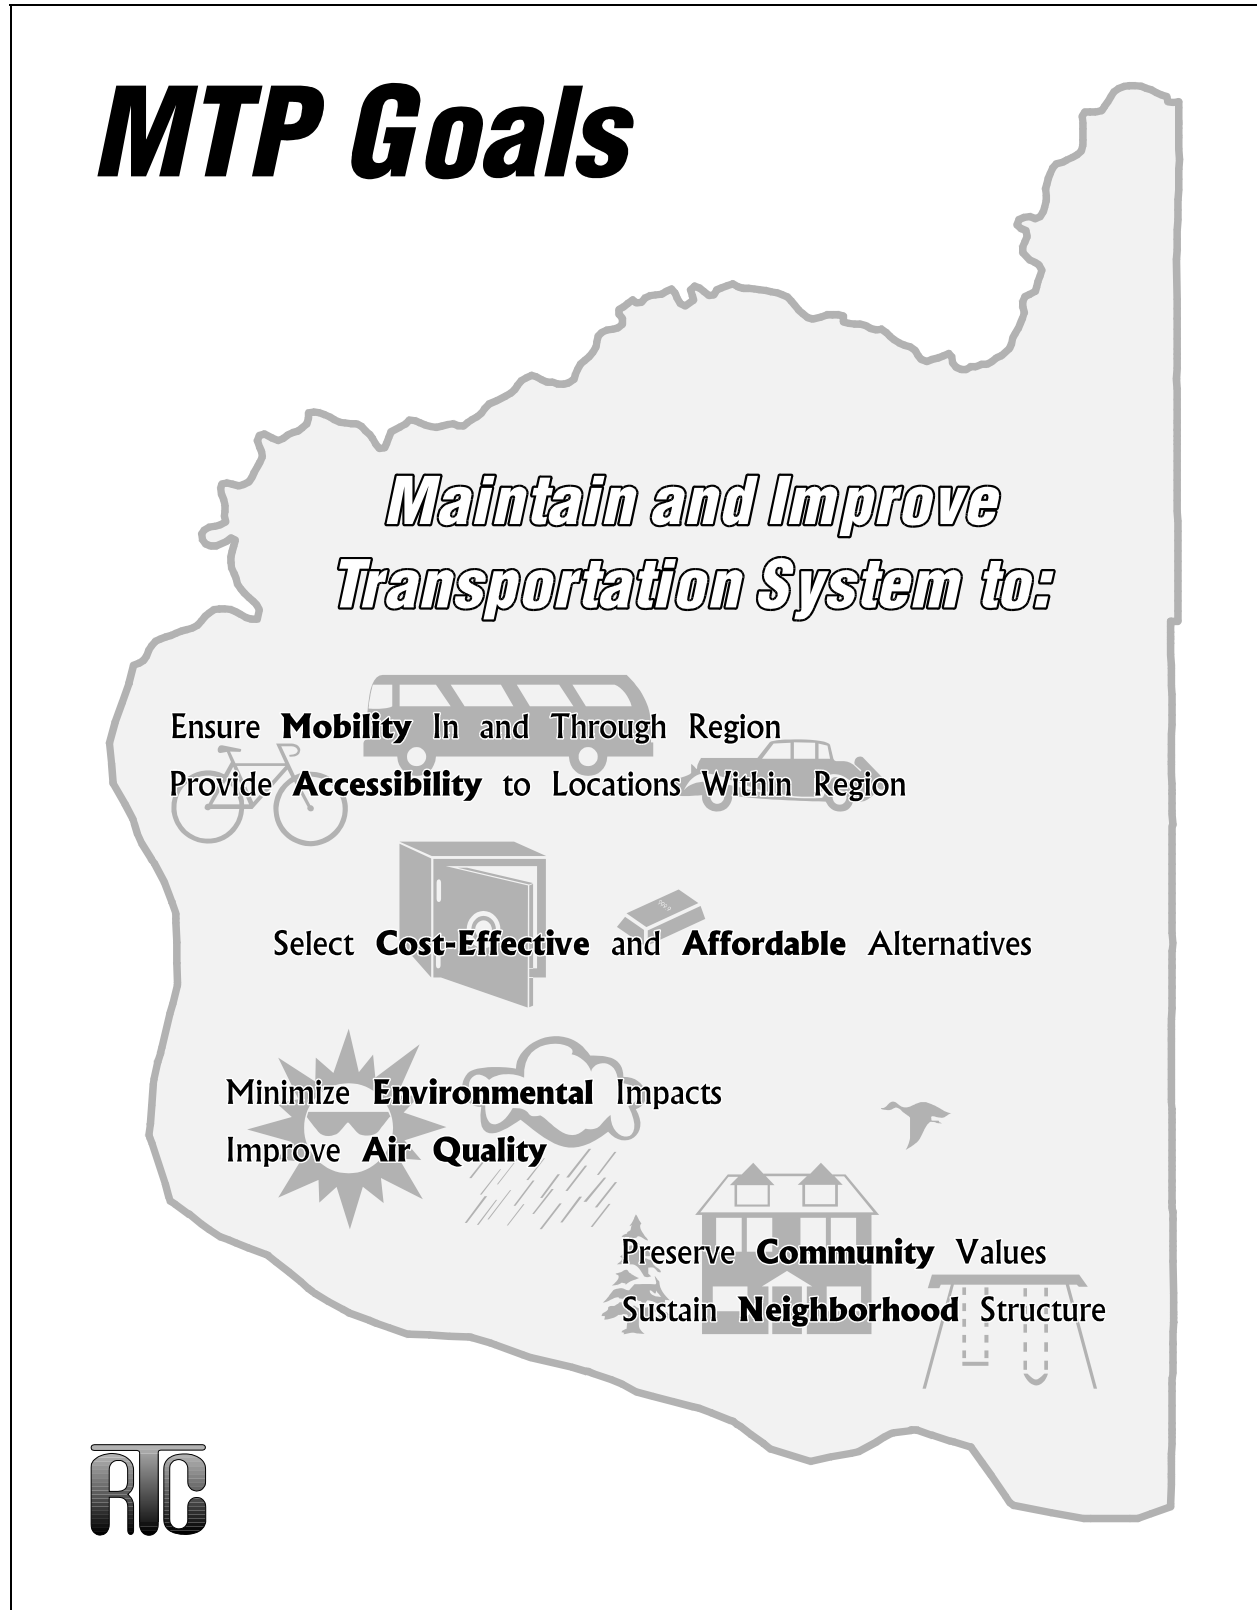 MTP Goals
Maintain and Improve
Transportation System to:
Ensure Mobility In and Through Region
Provide Accessibility to Locations Within Region
Select Cost-Effective and Affordable Alternatives
Minimize Environmental Impacts
Improve Air Quality
Preserve Community Values
Sustain Neighborhood Structure
RTC